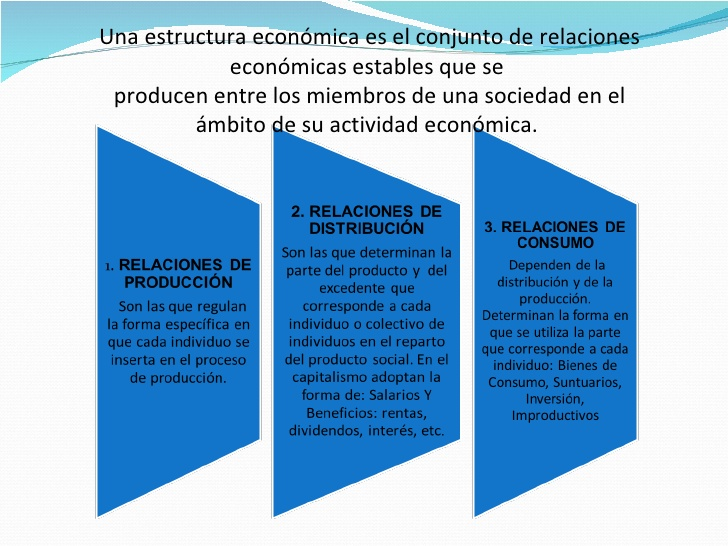 Una estructura económica es el conjunto de relaciones
económicas estables que se
producen entre los miembros de una sociedad en el
ámbito de su actividad económica.
1. RELACIONES DE
PRODUCCIÓN
Son las que regulan
la forma específica en
que cada individuo se
inserta en el proceso
de producción.
2. RELACIONES DE
DISTRIBUCIÓN
Son las que determinan la
parte del producto y del
excedente que
corresponde a cada
individuo o colectivo de
individuos en el reparto
del producto social. En el
capitalismo adoptan la
forma de: Salarios Y
Beneficios: rentas,
dividendos, interés, etc.
3. RELACIONES DE
CONSUMO
Dependen de la
distribución y de la
producción.
Determinan la forma en
que se utiliza la parte
que corresponde a cada
individuo: Bienes de
Consumo, Suntuarios,
Inversión,
Improductivos